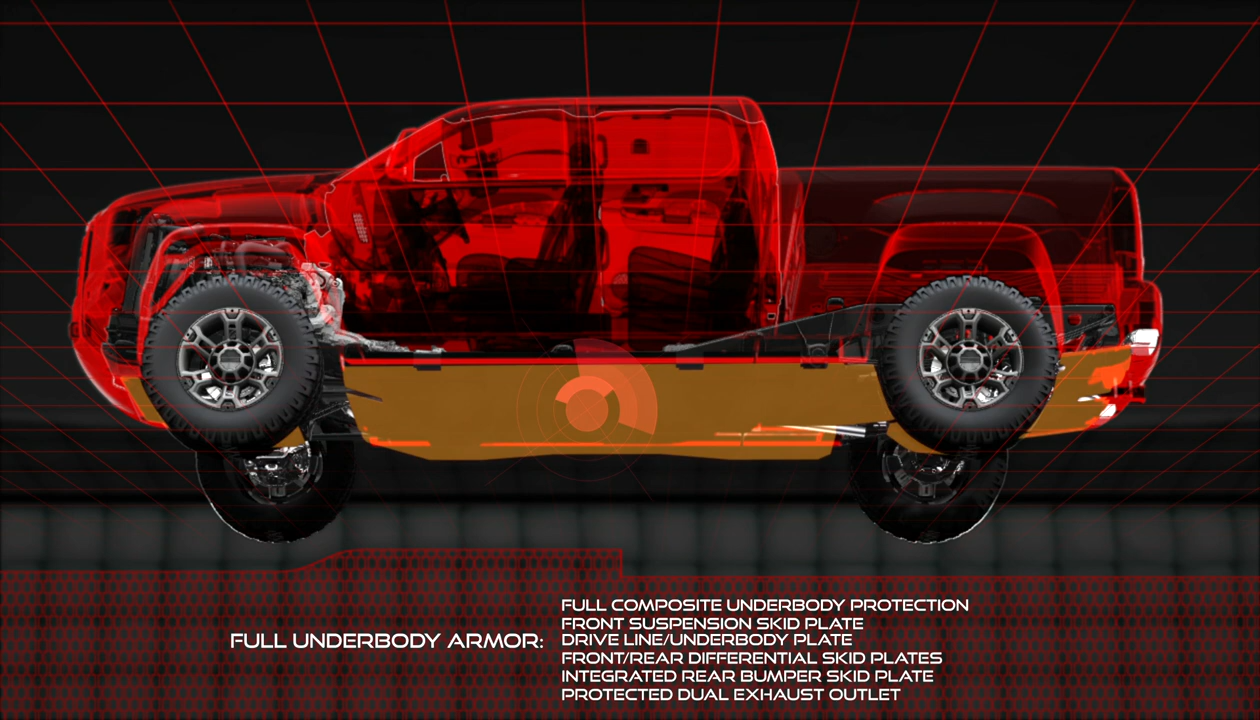 FULL UNDERBODY ARMOR:
FULL COMPOSITE UNDERBODY PROTECTION
FRONT SUSPENSION SKID PLATE
DRIVE LINE/UNDERBODY PLATE
FRONT/REAR DIFFERENTIAL SKID PLATES
INTEGRATED REAR BUMPER SKID PLATE
PROTECTED DUAL EXHAUST OUTLET